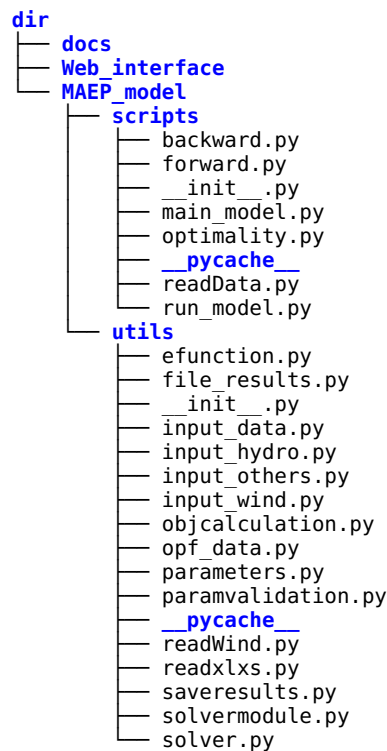 dir
├── docs
├── Web_interface
└── MAEP_model
    ├── scripts
    │   ├── backward.py
    │   ├── forward.py
    │   ├── __init__.py
    │   ├── main_model.py
    │   ├── optimality.py
    │   ├── __pycache__
    │   ├── readData.py
    │   └── run_model.py
    └── utils
        ├── efunction.py
        ├── file_results.py
        ├── __init__.py
        ├── input_data.py
        ├── input_hydro.py
        ├── input_others.py
        ├── input_wind.py
        ├── objcalculation.py
        ├── opf_data.py
        ├── parameters.py
        ├── paramvalidation.py
        ├── __pycache__
        ├── readWind.py
        ├── readxlxs.py
        ├── saveresults.py
        ├── solvermodule.py
        └── solver.py